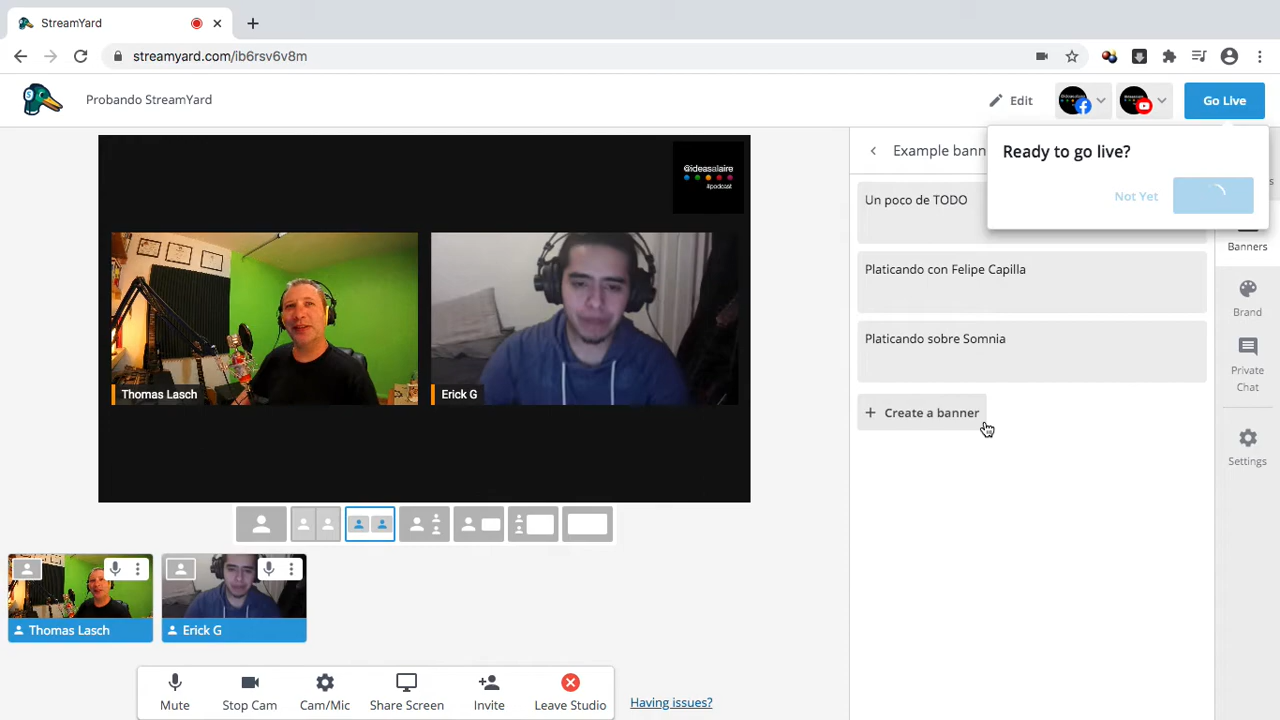 StreamYard
streamyard.com/ib6rsv6v8m
Probando StreamYard
Edit
Go Live
Ready to go live?
Not Yet
Example bann
Un poco de TODO
Platicando con Felipe Capilla
Platicando sobre Somnia
+ Create a banner
@ideasalaire
#podcast
Thomas Lasch
Erick G
Banners
Brand
Private
Chat
Settings
Thomas Lasch
Erick G
Mute
Stop Cam
Cam/Mic
Share Screen
Invite
Leave Studio
Having issues?